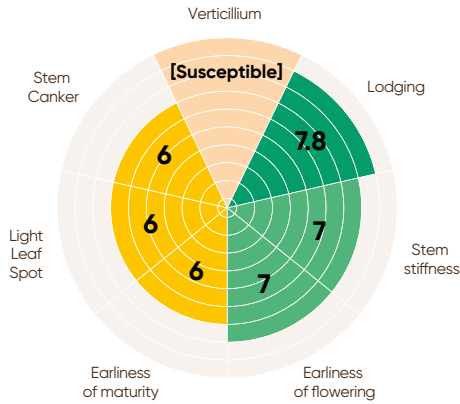 Verticillium
[Susceptible]
Lodging
7.8
Stem
stiffness
7
Earliness
of flowering
7
Earliness
of maturity
6
Light
Leaf
Spot
6
Stem
Canker
6